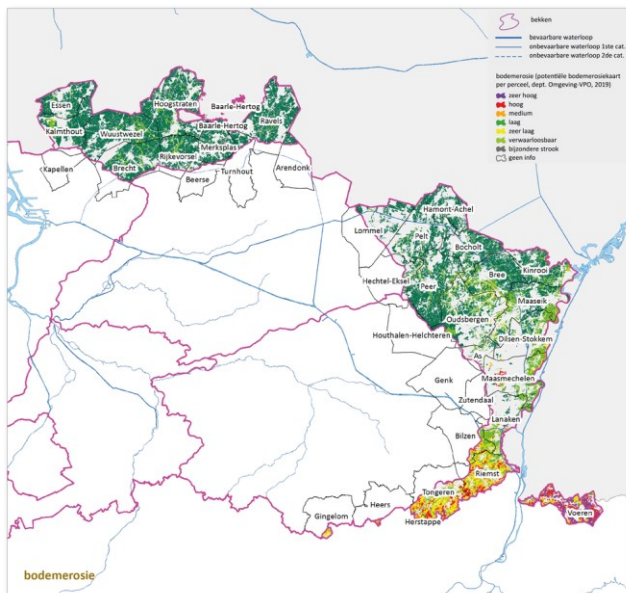 bekken
bevaarbare waterloop
onbevaarbare waterloop 1ste cat.
onbevaarbare waterloop 2de cat.
bodemerosie (potentiële bodemerosiekaart
per perceel, dept. Omgeving-VPO, 2019)
zeer hoog
hoog
medium
laag
zeer laag
verwaarloosbaar
bijzondere strook
geen info
Essen
Hoogstraten
Baarle-Hertog
Kalmthout
Wuustwezel
Baarle-Hertog
Ravels
Merksplas
Rijkevorsel
Brecht
Kapellen
Beerse
Turnhout
Arendonk
Hamont-Achel
Lommel
Pelt
Bocholt
Bree
Kinrooi
Hechtel-Eksel
Peer
Maaseik
Oudsbergen
Houthalen-Helchteren
Dilsen-Stokkem
As
Genk
Maasmechelen
Zutendaal
Lanaken
Bilzen
Riemst
Tongeren
Heers
Gingelom
Herstappe
Voeren
bodemerosie